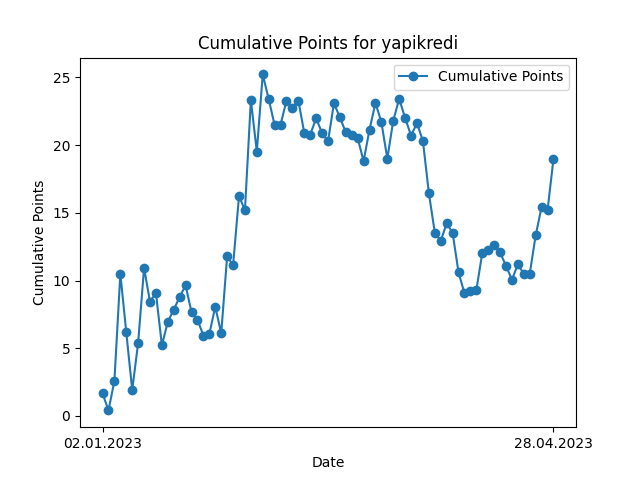 Cumulative Points for yapikredi
Cumulative Points
25
20
15
10
5
0
Cumulative Points
02.01.2023
28.04.2023
Date